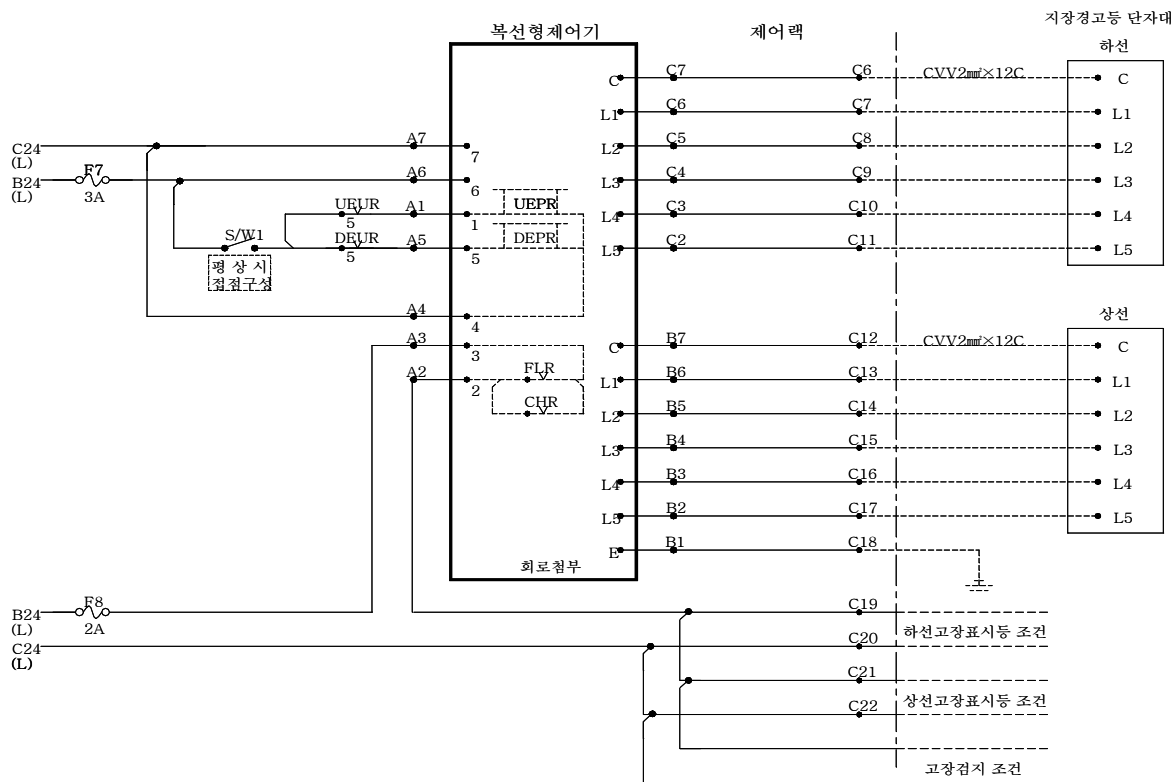 복선형제어기
제어랙
지장경고등 단자대
하선
C
C7
C6
CVV2㎟×12C
C
L1
C6
C7
L1
C24
(L)
A7
7
L2
C5
C8
L2
B24
(L)
F7
3A
A6
6
L3
C4
C9
L3
UEUR
5
A1
1
UEPR
L4
C3
C10
L4
S/W1
DEUR
5
A5
5
DEPR
L5
C2
C11
L5
평 상 시
접점구성
A4
4
상선
A3
3
C
B7
C12
CVV2㎟×12C
C
A2
2
FLR
L1
B6
C13
L1
CHR
L2
B5
C14
L2
L3
B4
C15
L3
L4
B3
C16
L4
L5
B2
C17
L5
E
B1
C18
회로첨부
B24
(L)
F8
2A
C19
하선고장표시등 조건
C24
(L)
C20
C21
상선고장표시등 조건
C22
고장검지 조건